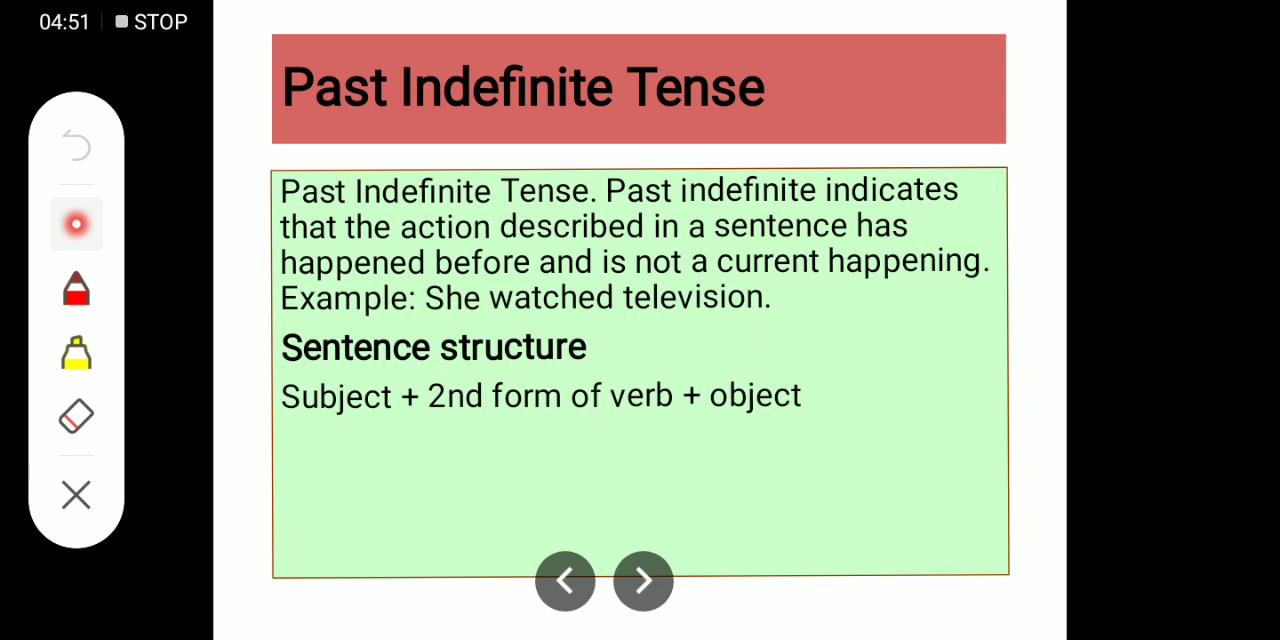 04:51
STOP
Past Indefinite Tense
Past Indefinite Tense. Past indefinite indicates
that the action described in a sentence has
happened before and is not a current happening.
Example: She watched television.
Sentence structure
Subject + 2nd form of verb + object